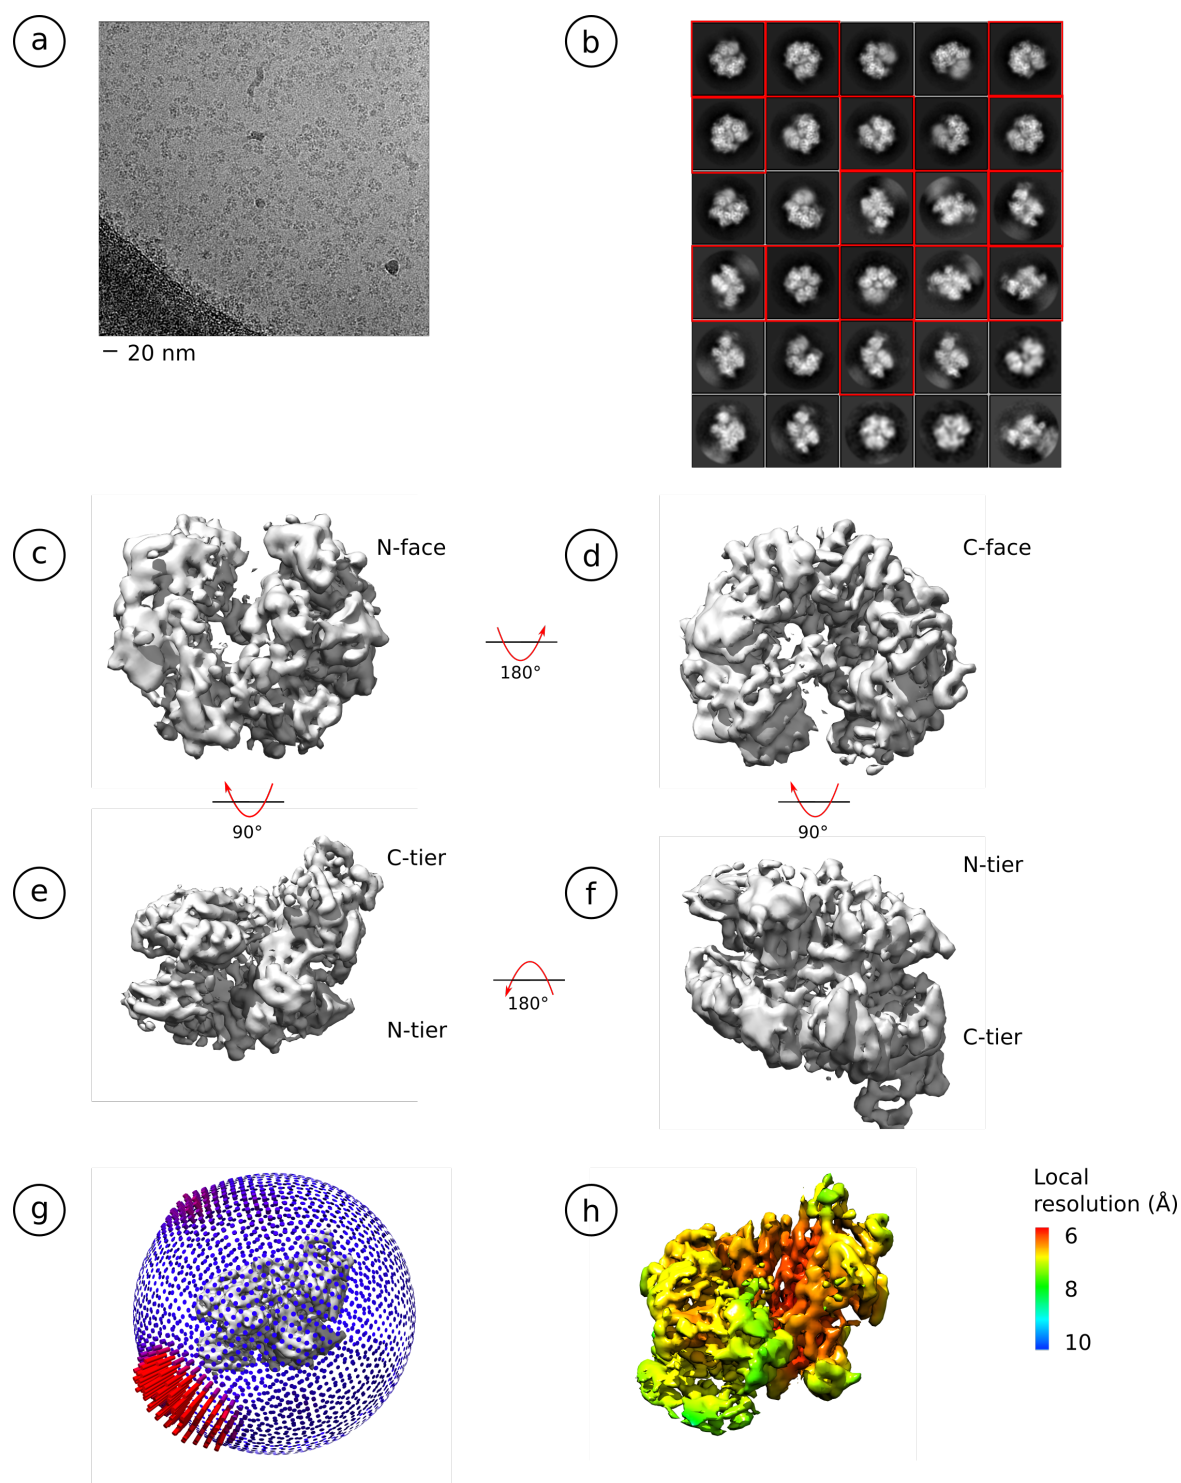 a
b
20 nm
c
N-face
d
C-face
180°
90°
90°
e
C-tier
N-tier
f
N-tier
C-tier
180°
g
h
Local
resolution (Å)
6
8
10